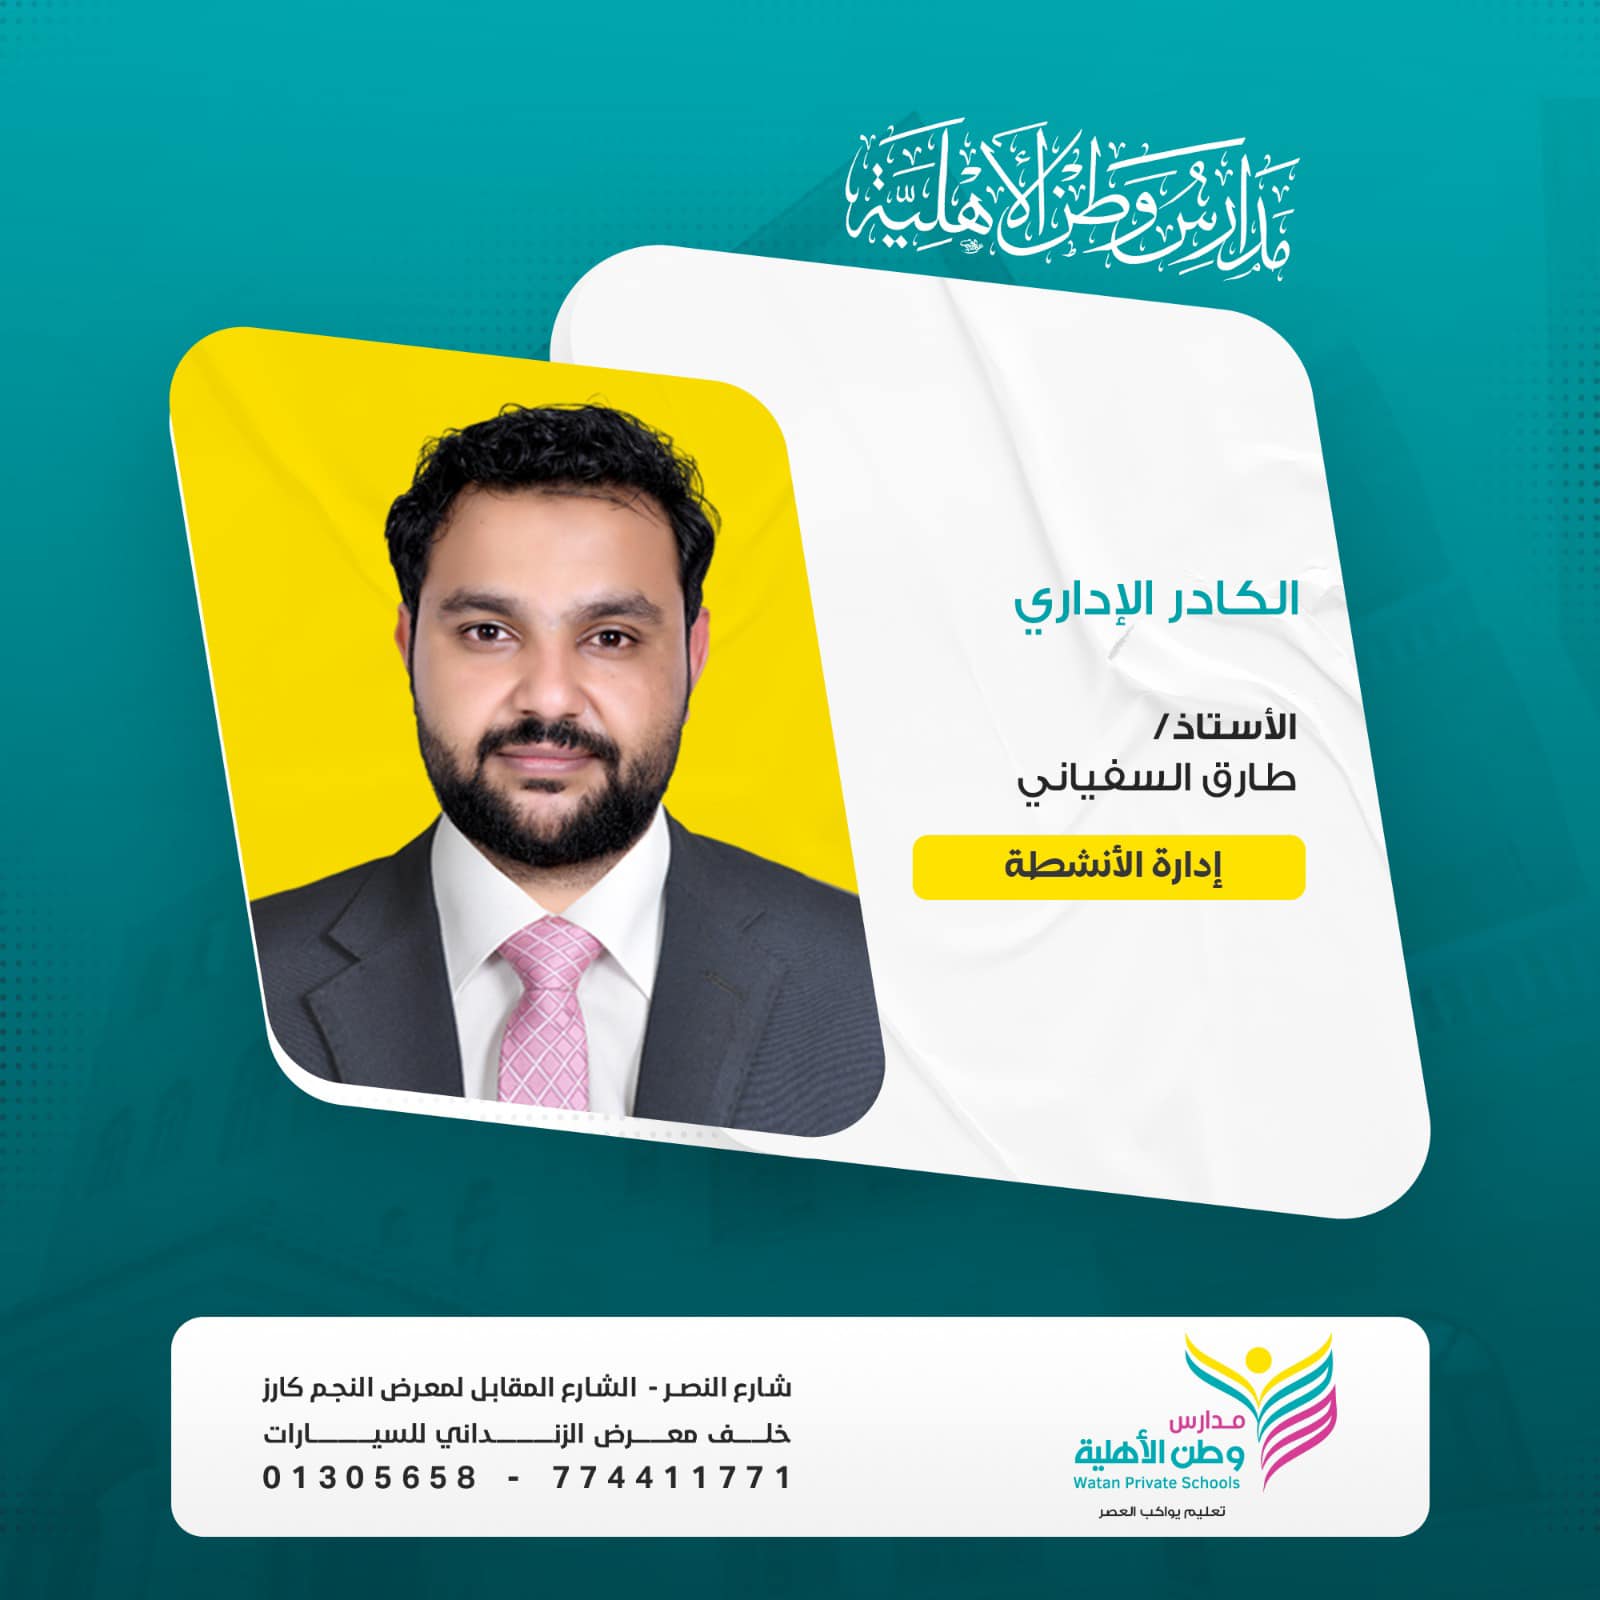 مدارس وطن الأهلية
الكادر الإداري
الأستاذ/
طارق السفياني
إدارة الأنشطة
مدارس
وطن الأهلية
Watan Private Schools
تعليم يواكب العصر
شارع النصر - الشارع المقابل لمعرض النجم كارز
خلف معرض الزنداني للسيارات
01305658 - 774411771